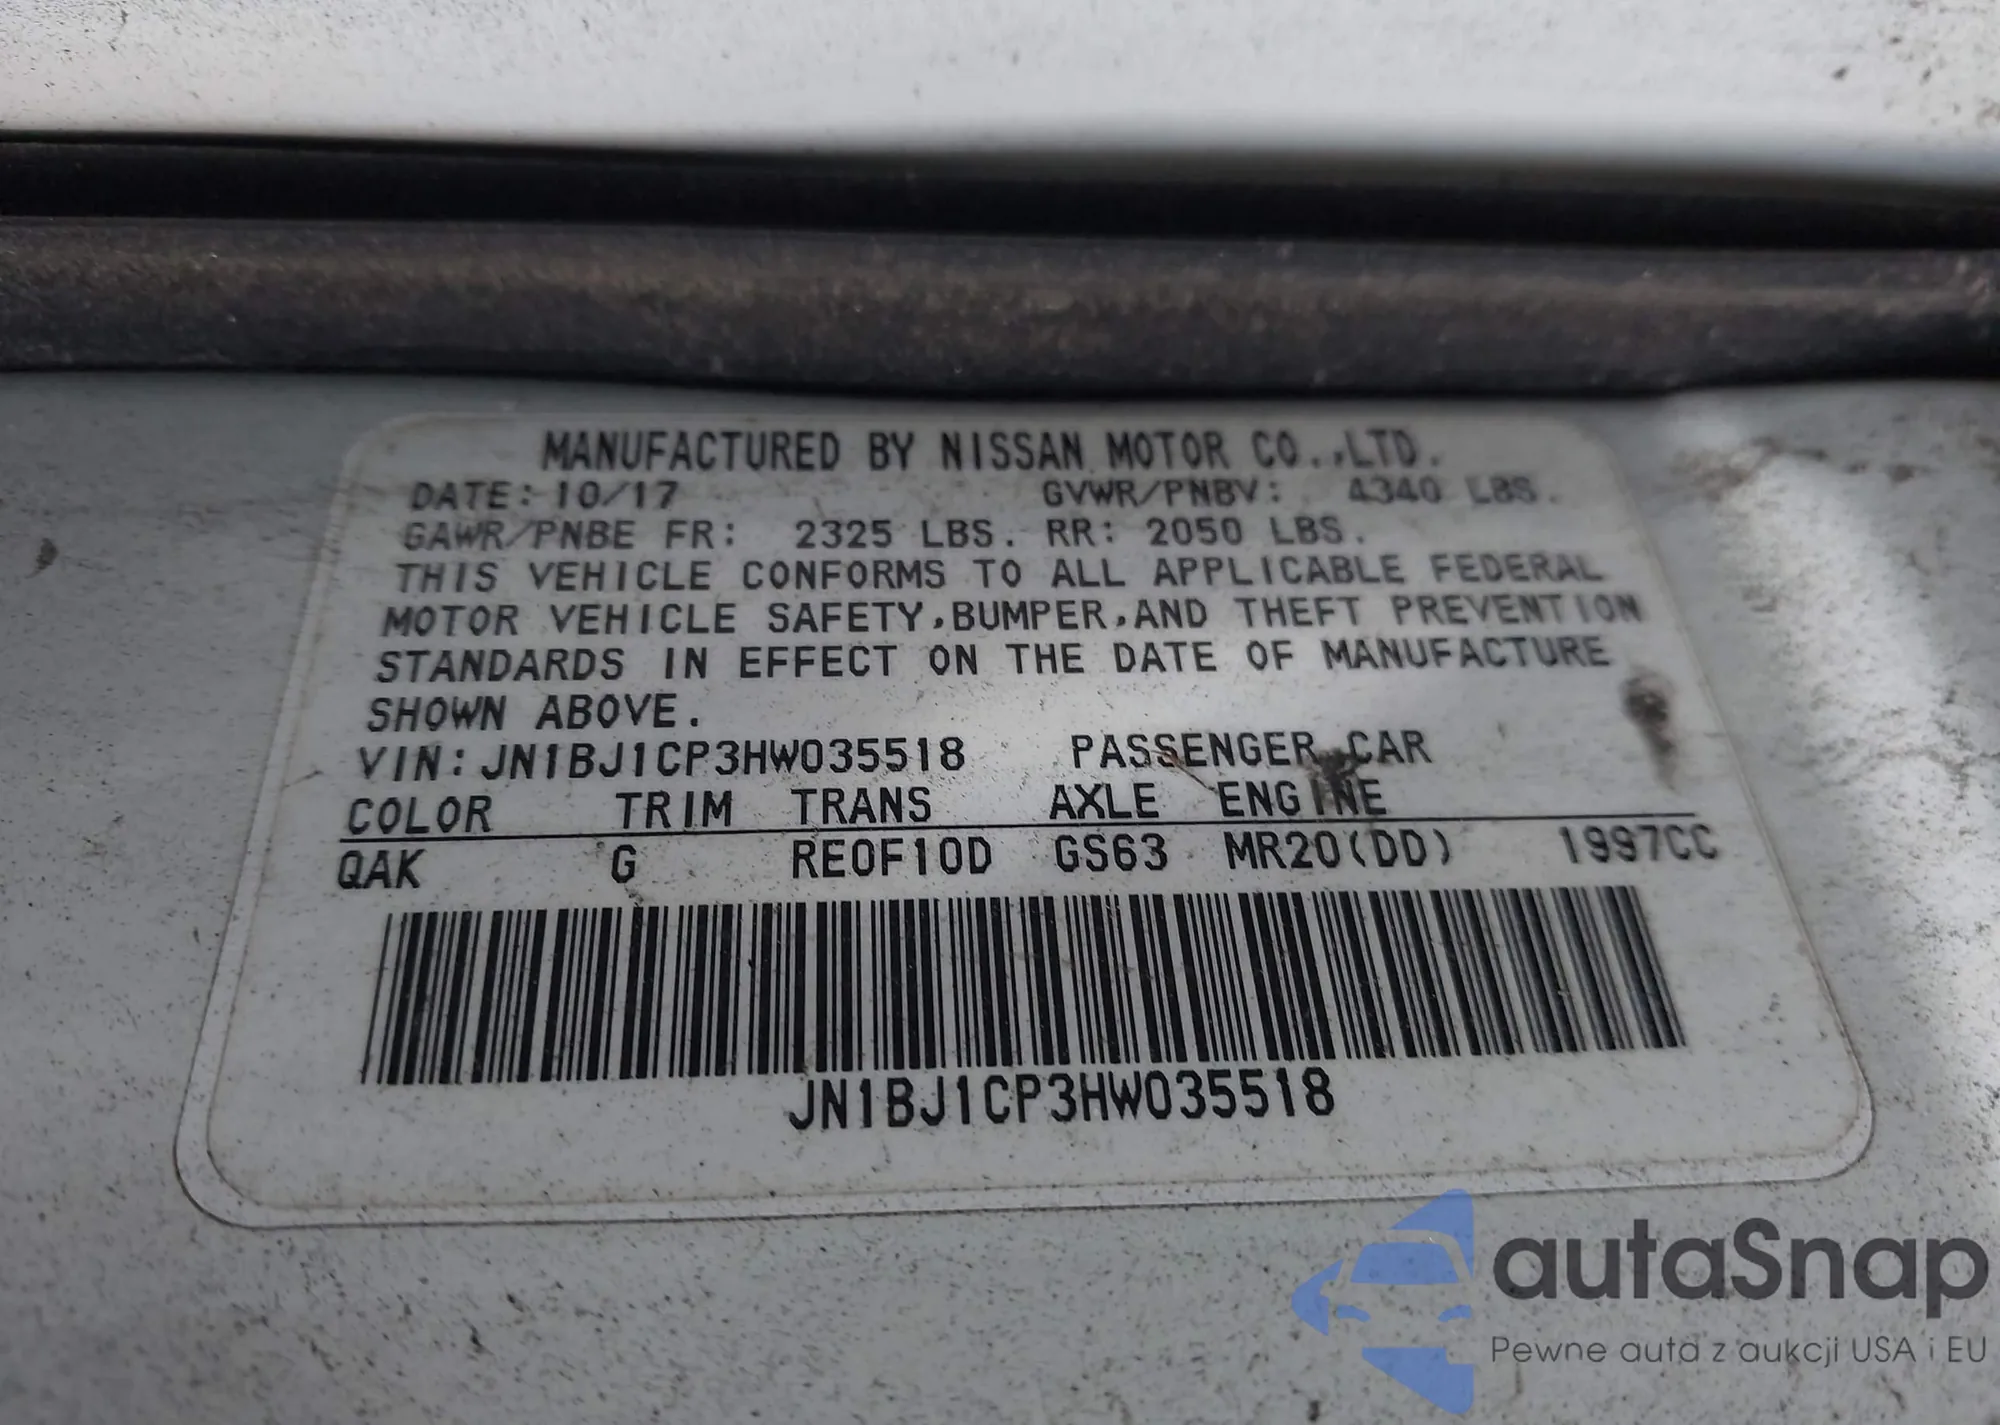 MANUFACTURED BY NISSAN MOTOR CO.,LTD.
DATE: 10/17 GVWR/PNBV: 4340 LBS.
GAWR/PNBE FR: 2325 LBS. RR: 2050 LBS.
THIS VEHICLE CONFORMS TO ALL APPLICABLE FEDERAL
MOTOR VEHICLE SAFETY,BUMPER,AND THEFT PREVENTION
STANDARDS IN EFFECT ON THE DATE OF MANUFACTURE
SHOWN ABOVE.
VIN:JN1BJ1CP3HW035518 PASSENGER CAR
COLOR TRIM TRANS AXLE ENGINE
QAK G RE0F10D GS63 MR20(DD) 1997CC
JN1BJ1CP3HW035518
autaSnap
Pewne auta z aukcji USA i EU